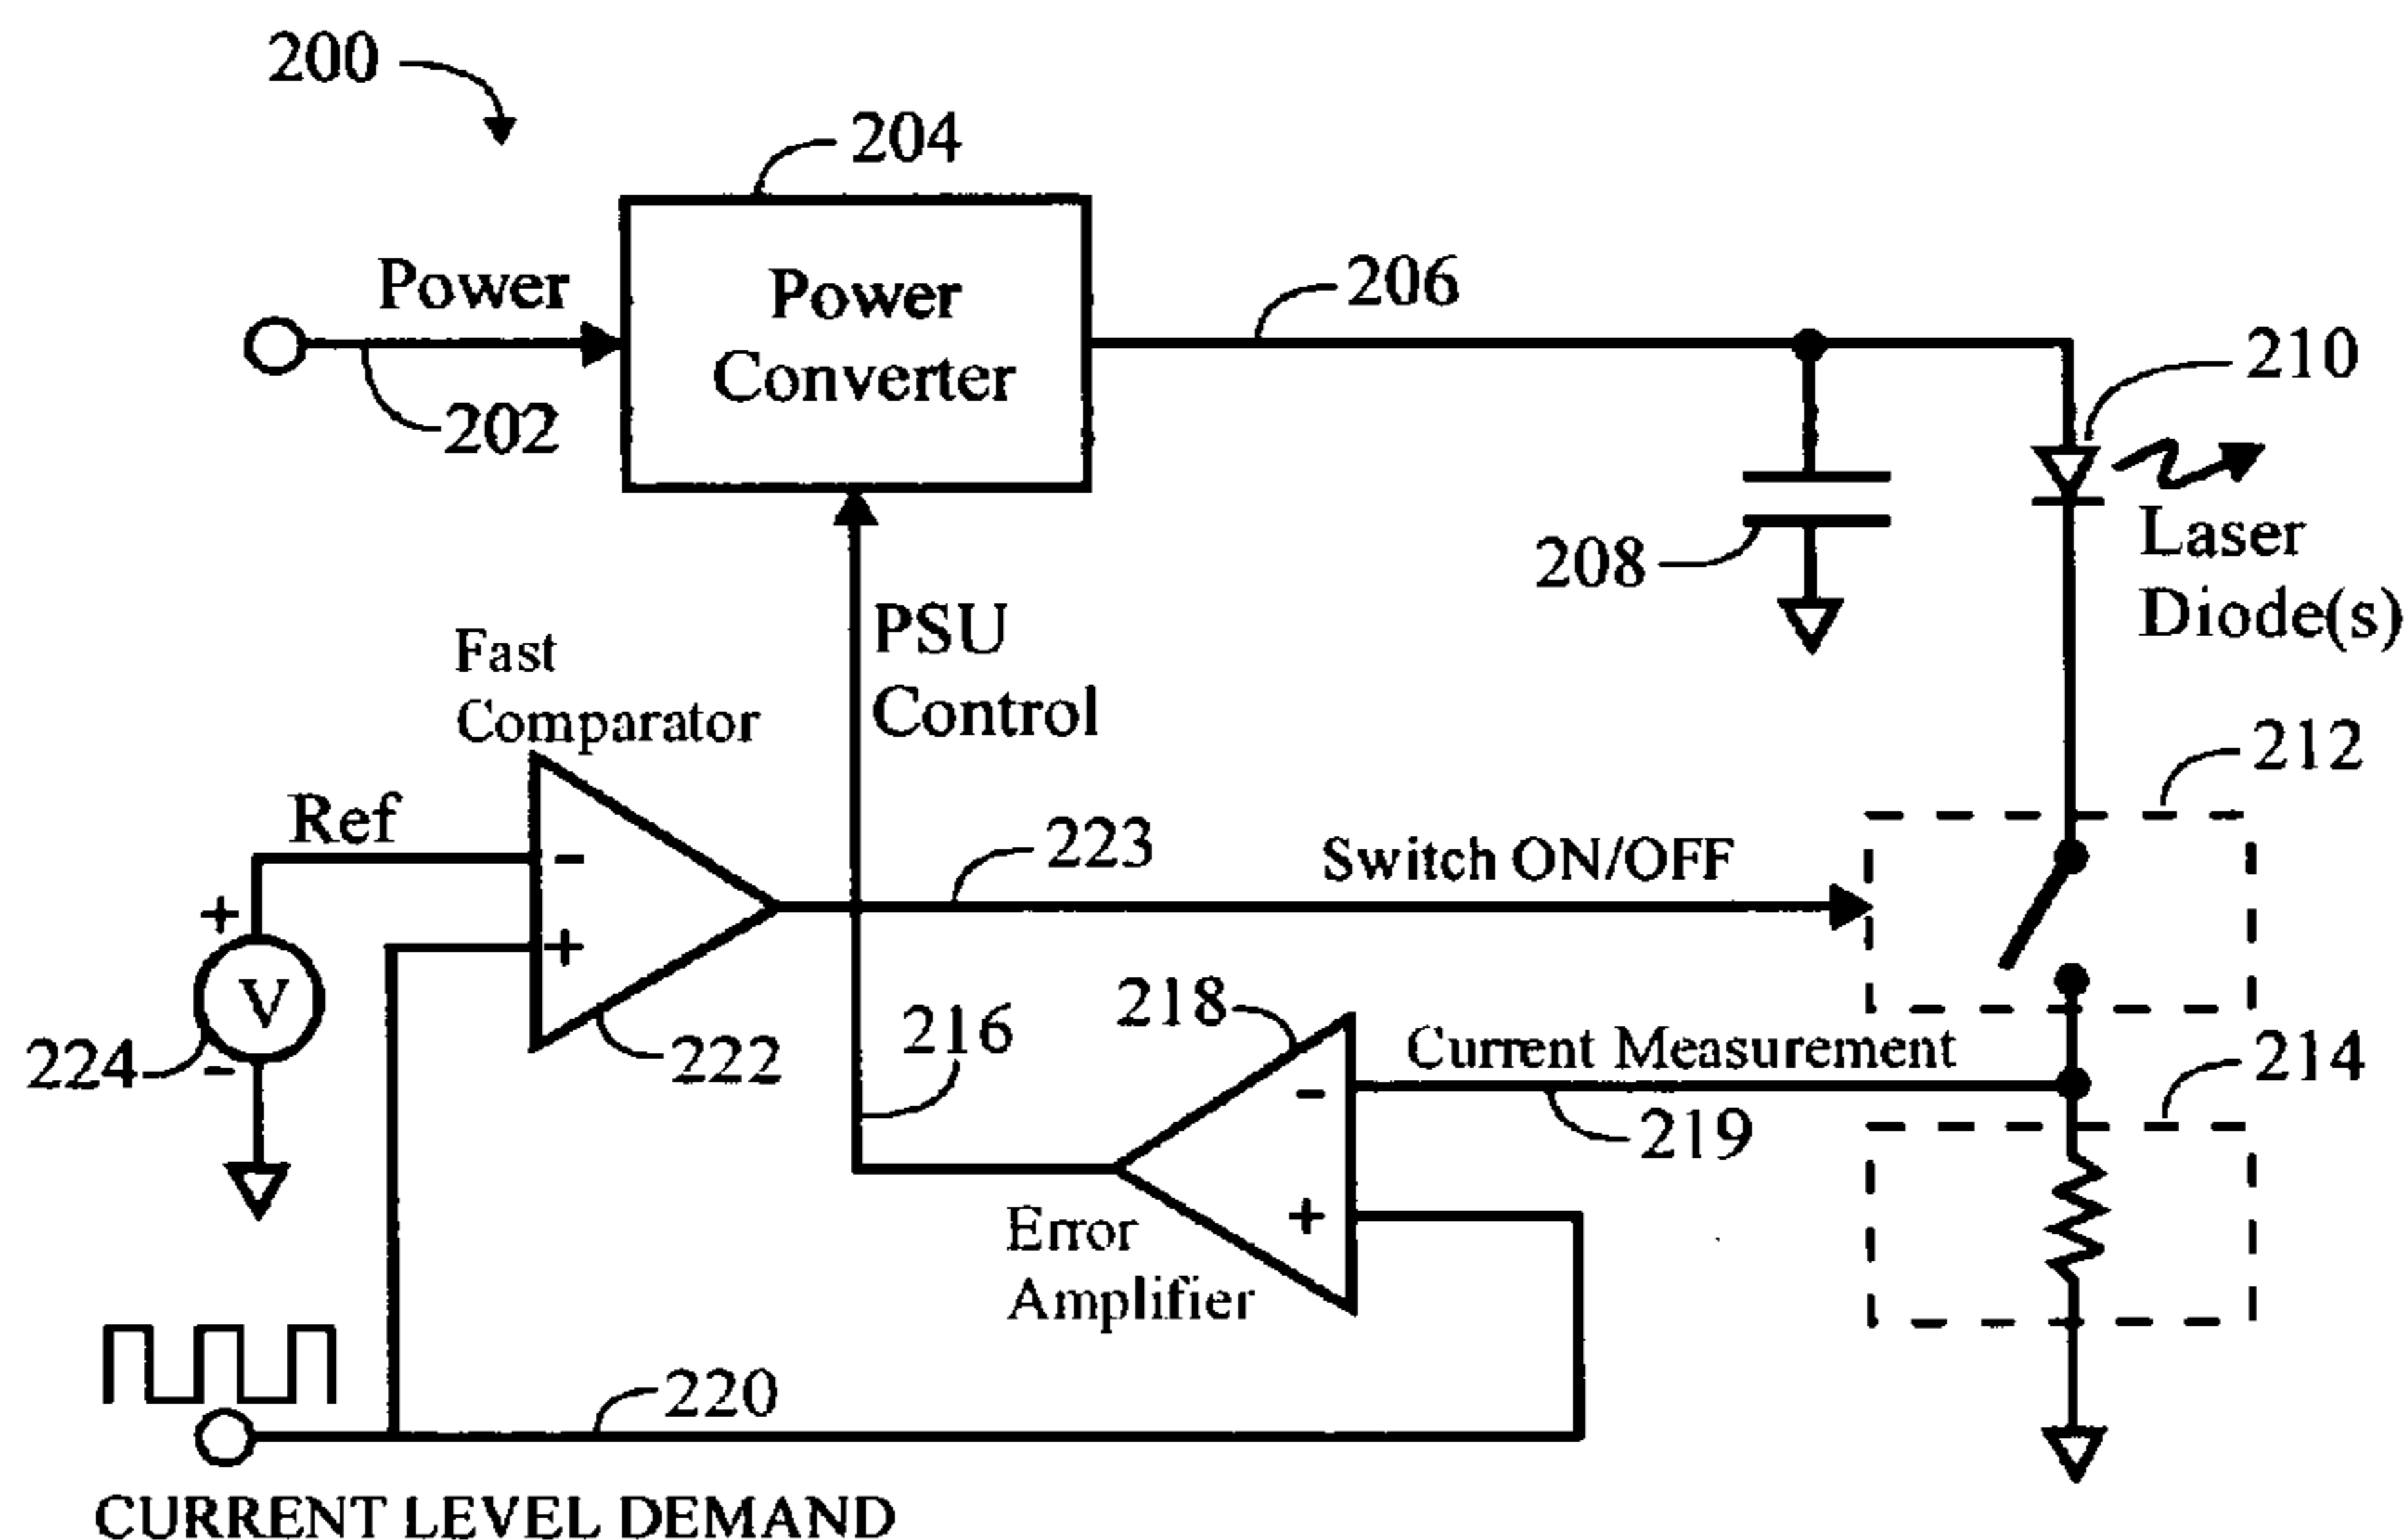 200
204
Power
Power
Converter
202
206
210
208
Laser
Diode(s)
PSU
Control
Fast
Comparator
212
Ref
-
+
223
Switch ON/OFF
+
V
-
224
222
216
218
Current Measurement
214
-
219
+
Error
Amplifier
220
CURRENT LEVEL DEMAND